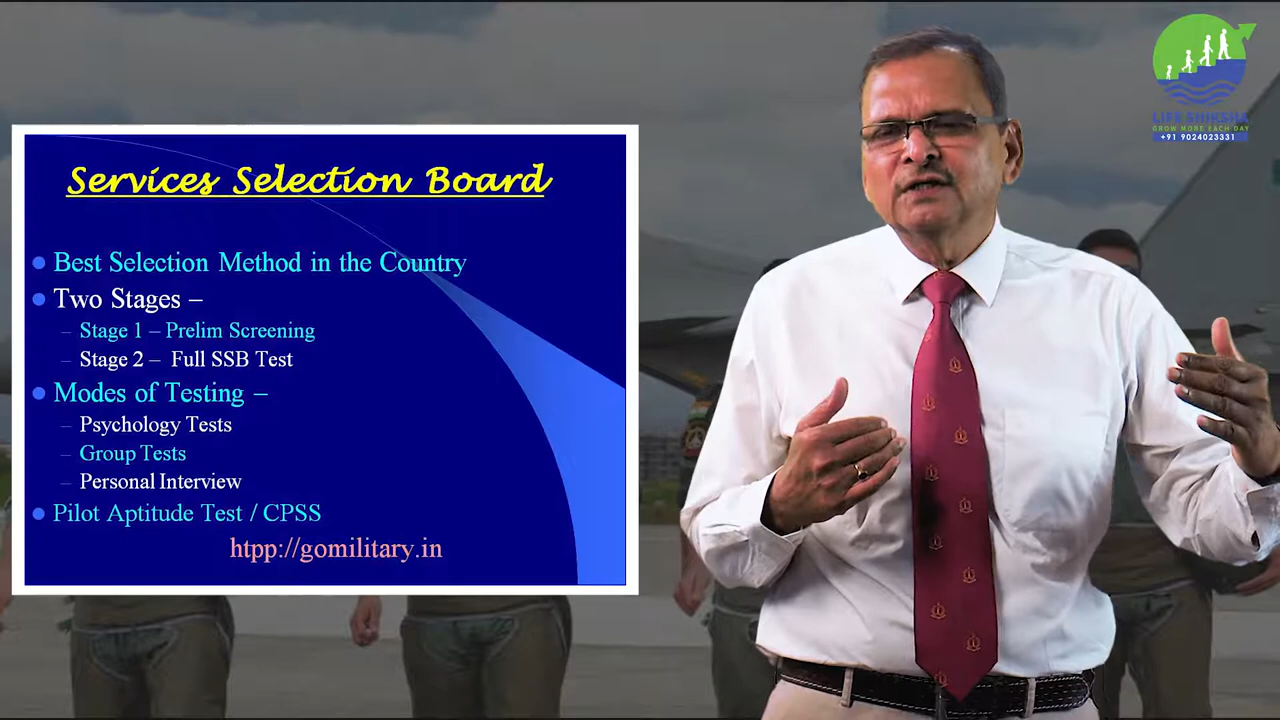 Services Selection Board
Best Selection Method in the Country
Two Stages –
– Stage 1 – Prelim Screening
– Stage 2 – Full SSB Test
Modes of Testing –
– Psychology Tests
– Group Tests
– Personal Interview
Pilot Aptitude Test / CPSS
htpp://gomilitary.in
LIFE SHIKSHA
GROW MORE EACH DAY
+91 9024023331